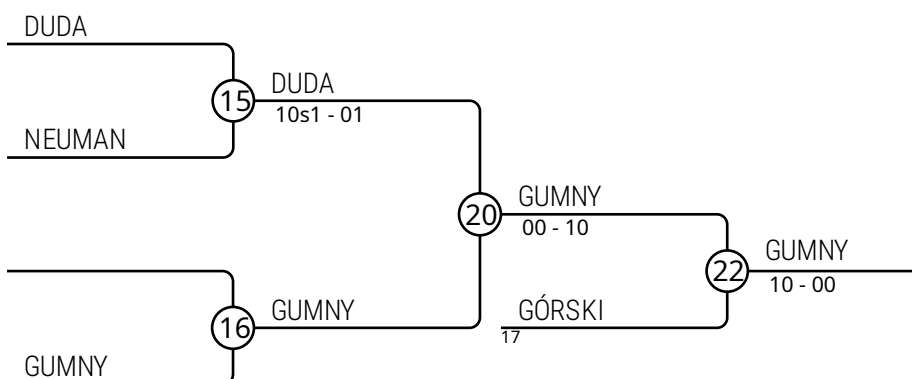 DUDA
15
DUDA
10s1 - 01
NEUMAN
20
GUMNY
00 - 10
22
GUMNY
10 - 00
16
GUMNY
GÓRSKI
17
GUMNY